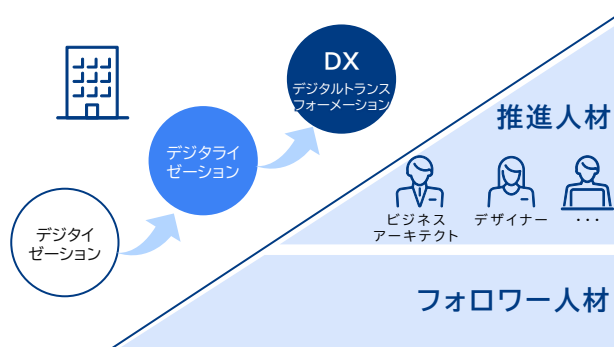 DX
デジタルトランス
フォーメーション
デジタライ
ゼーション
デジタイ
ゼーション
推進人材
ビジネス
アーキテクト
デザイナー
･･･
フォロワー人材